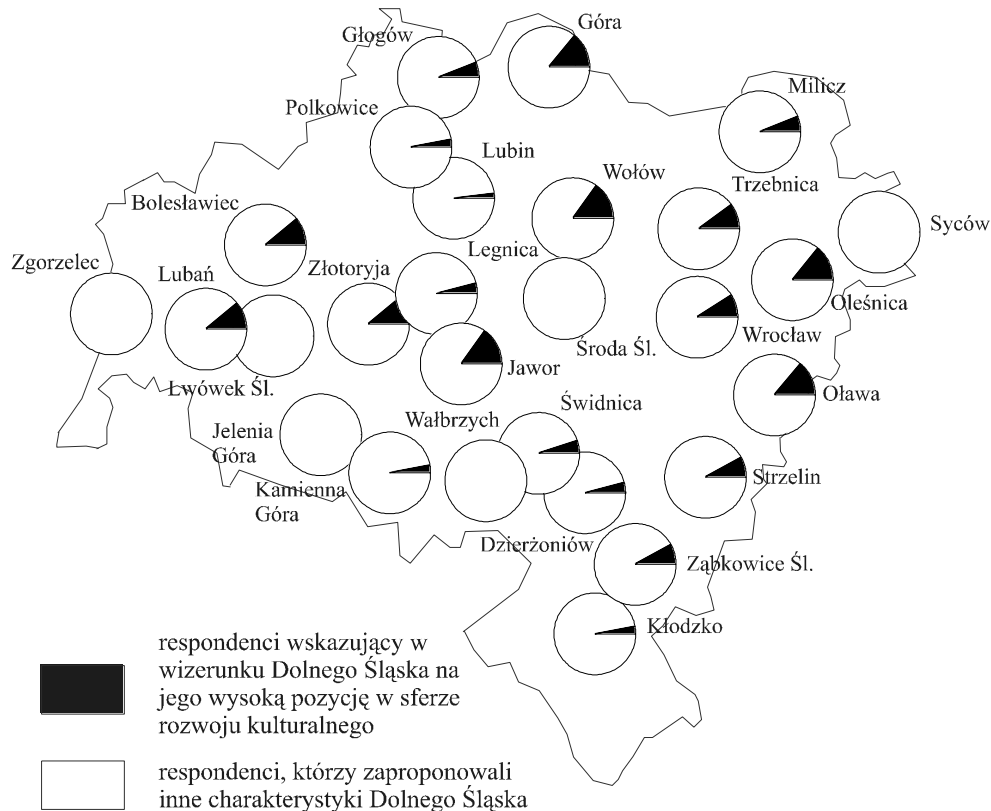 Góra
Głogów
Milicz
Polkowice
Lubin
Wołów
Trzebnica
Bolesławiec
Syców
Legnica
Zgorzelec
Lubań
Złotoryja
Oleśnica
Wrocław
Środa Śl.
Jawor
Lwówek Śl.
Oława
Świdnica
Wałbrzych
Jelenia
Góra
Strzelin
Kamienna
Góra
Dzierżoniów
Ząbkowice Śl.
Kłodzko
respondenci wskazujący w
wizerunku Dolnego Śląska na
jego wysoką pozycję w sferze
rozwoju kulturalnego
respondenci, którzy zaproponowali
inne charakterystyki Dolnego Śląska